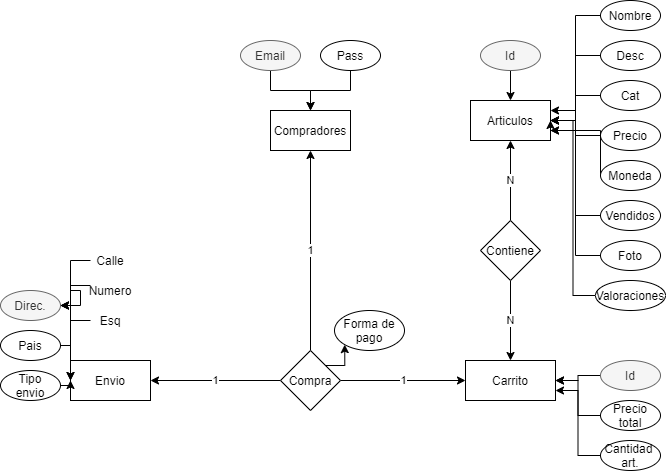 Nombre
Email
Pass
Id
Desc
Cat
Compradores
Articulos
Precio
Moneda
N
Vendidos
1
Contiene
Foto
Calle
Direc.
Numero
Valoraciones
Esq
N
Forma de
pago
Pais
Tipo
envio
Envio
1
Compra
1
Carrito
Id
Precio
total
Cantidad
art.